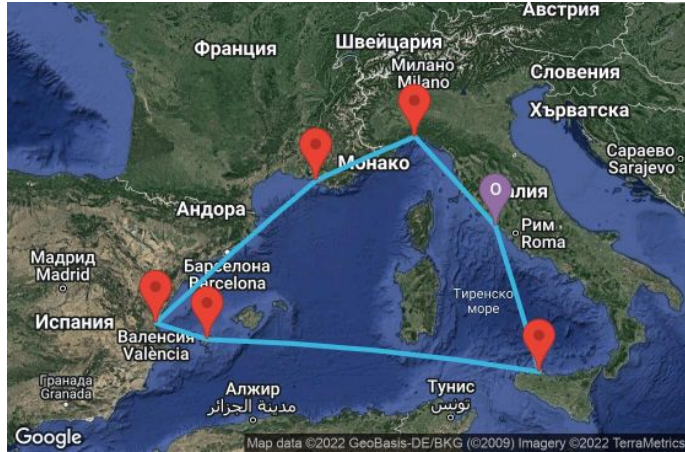 Австрия
Франция
Швейцария
Милано
Milano
Словения
Хърватска
Монако
Сараево
Sarajevo
O
алия
Андора
Рим
Roma
Мадрид
Madrid
Барселона
Barcelona
Тиренско
море
Испания
Валенсия
València
Гранада
Granada
Алжир
مدينة الجزائر
Тунис
تونس
Google
Map data ©2022 GeoBasis-DE/BKG (©2009) Imagery ©2022 TerraMetrics